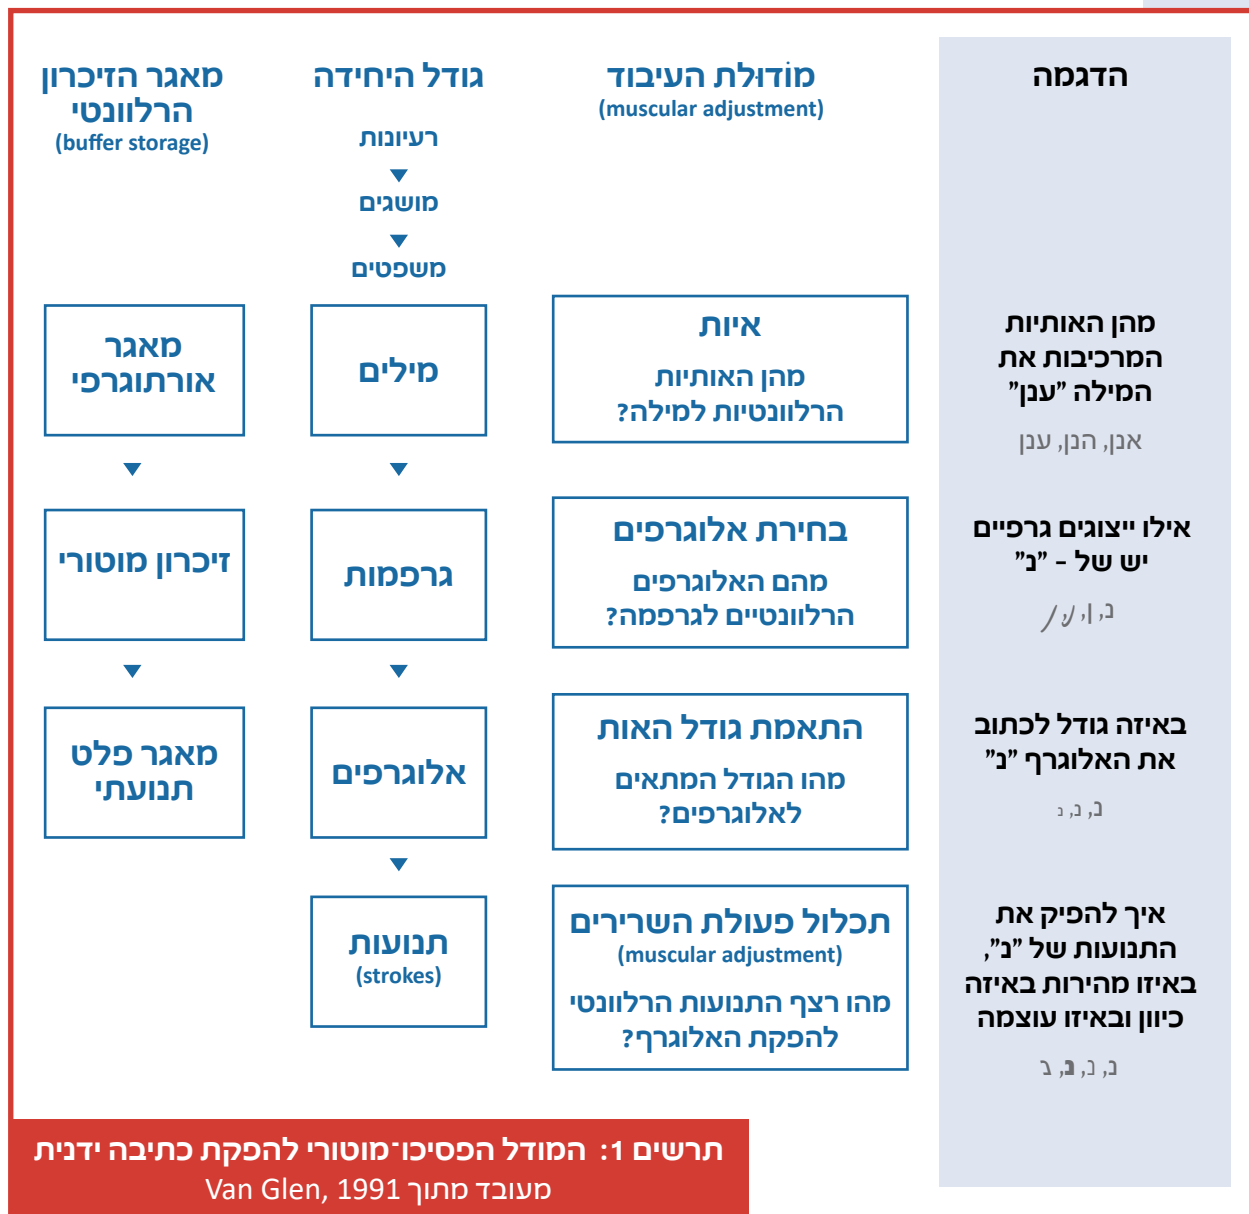 הדגמה
מהן האותיות
המרכיבות את
המילה "ענן"
אנן, הנן, ענן
אילו ייצוגים גרפיים
יש של - "נ"
נ, ן,
באיזה גודל לכתוב
את האלוגרף "נ"
נ, נ, נ
איך להפיק את
התנועות של "נ",
באיזו מהירות באיזה
כיוון ובאיזו עוצמה
נ, נ, נ,
מוֹדוּלת העיבוד
(muscular adjustment)
איות
מהן האותיות
הרלוונטיות למילה?
בחירת אלוגרפים
מהם האלוגרפים
הרלוונטיים לגרפמה?
התאמת גודל האות
מהו הגודל המתאים
לאלוגרפים?
תכלול פעולת השרירים
(muscular adjustment)
מהו רצף התנועות הרלוונטי
להפקת האלוגרף?
גודל היחידה
רעיונות
מושגים
משפטים
מילים
גרפמות
אלוגרפים
תנועות
(strokes)
מאגר הזיכרון
הרלוונטי
(buffer storage)
מאגר
אורתוגרפי
זיכרון מוטורי
מאגר פלט
תנועתי
תרשים 1: המודל הפסיכו־מוטורי להפקת כתיבה ידנית
מעובד מתוך Van Glen, 1991